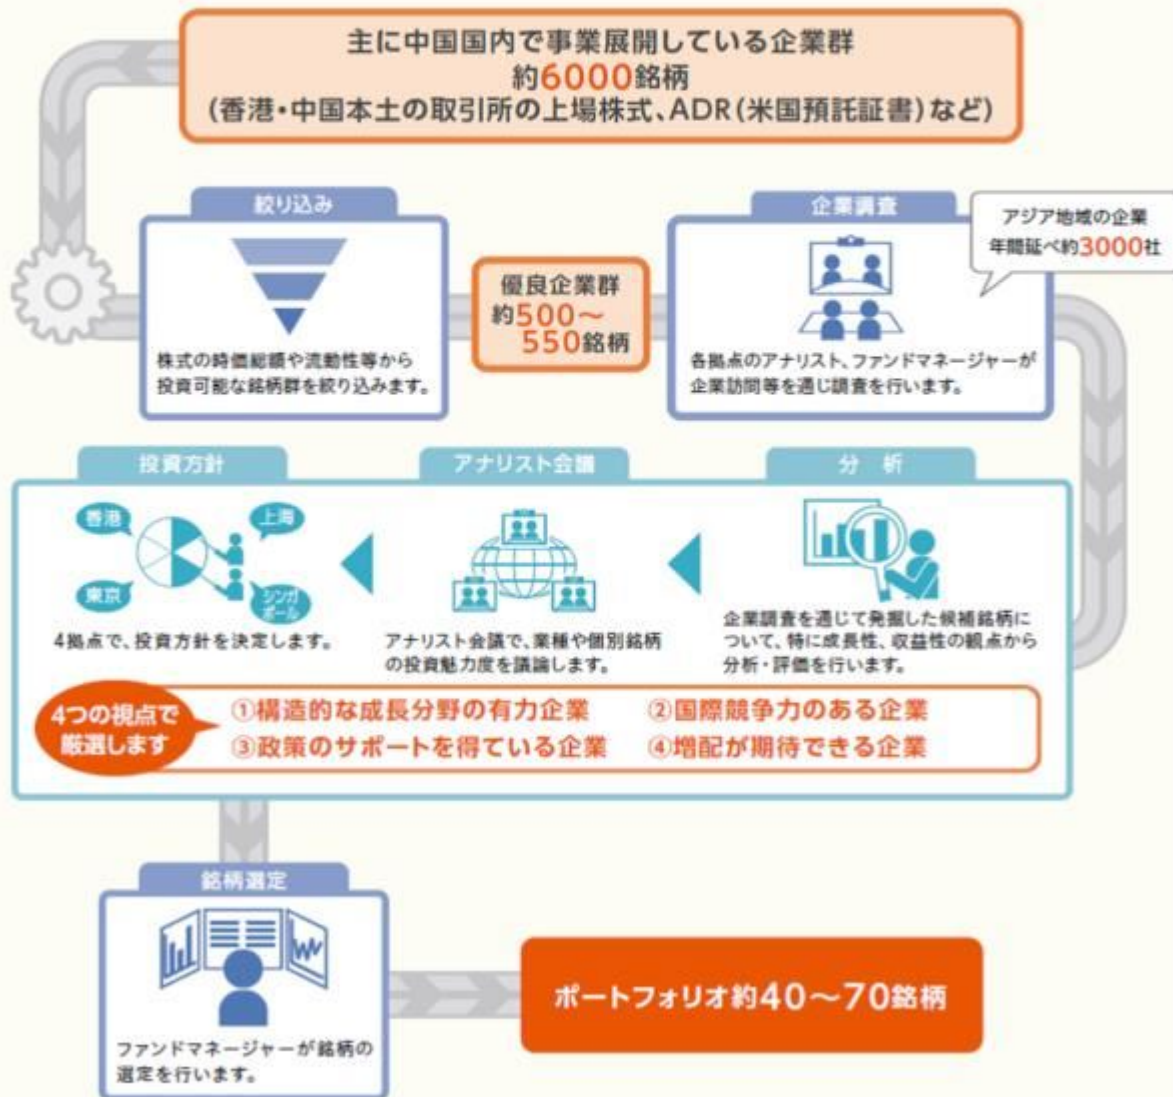 主に中国国内で事業展開している企業群
約6000銘柄
(香港・中国本土の取引所の上場株式、ADR(米国預託証書)など)
絞り込み
株式の時価総額や流動性等から
投資可能な銘柄群を絞り込みます。
優良企業群
約500〜
550銘柄
企業調査
アジア地域の企業
年間延べ約3000社
各拠点のアナリスト、ファンドマネージャーが
企業訪問等を通じ調査を行います。
分析
企業調査を通じて発掘した候補銘柄に
ついて、特に成長性、収益性の観点から
分析・評価を行います。
アナリスト会議
アナリスト会議で、業種や個別銘柄
の投資魅力度を議論します。
投資方針
香港
上海
東京
シンガ
ポール
4拠点で、投資方針を決定します。
4つの視点で
厳選します
①構造的な成長分野の有力企業
②国際競争力のある企業
③政策のサポートを得ている企業
④増配が期待できる企業
銘柄選定
ファンドマネージャーが銘柄の
選定を行います。
ポートフォリオ約40〜70銘柄